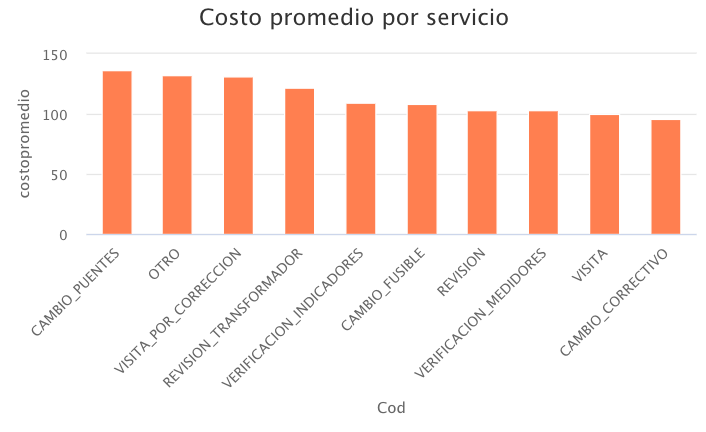 Costo promedio por servicio
150
100
50
0
costopromedio
CAMBIO_PUENTES
OTRO
VISITA_POR_CORRECCION
REVISION_TRANSFORMADOR
VERIFICACION_INDICADORES
CAMBIO_FUSIBLE
REVISION
VERIFICACION_MEDIDORES
VISITA
CAMBIO_CORRECTIVO
Cod